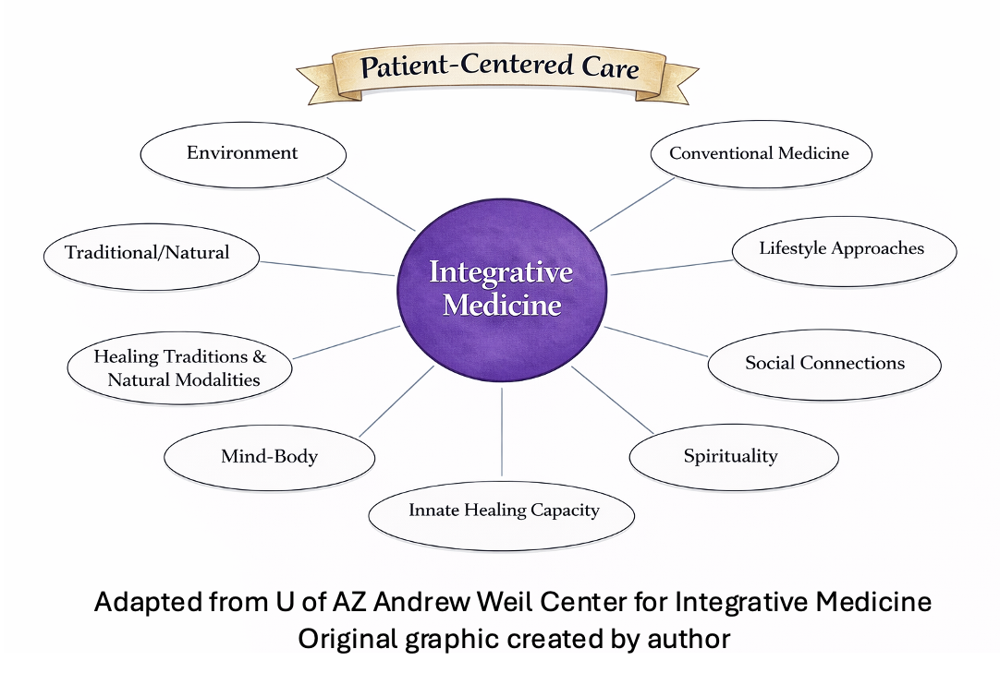 Patient-Centered Care
Environment
Conventional Medicine
Traditional/Natural
Lifestyle Approaches
Integrative
Medicine
Healing Traditions &
Natural Modalities
Social Connections
Mind-Body
Spirituality
Innate Healing Capacity
Adapted from U of AZ Andrew Weil Center for Integrative Medicine
Original graphic created by author